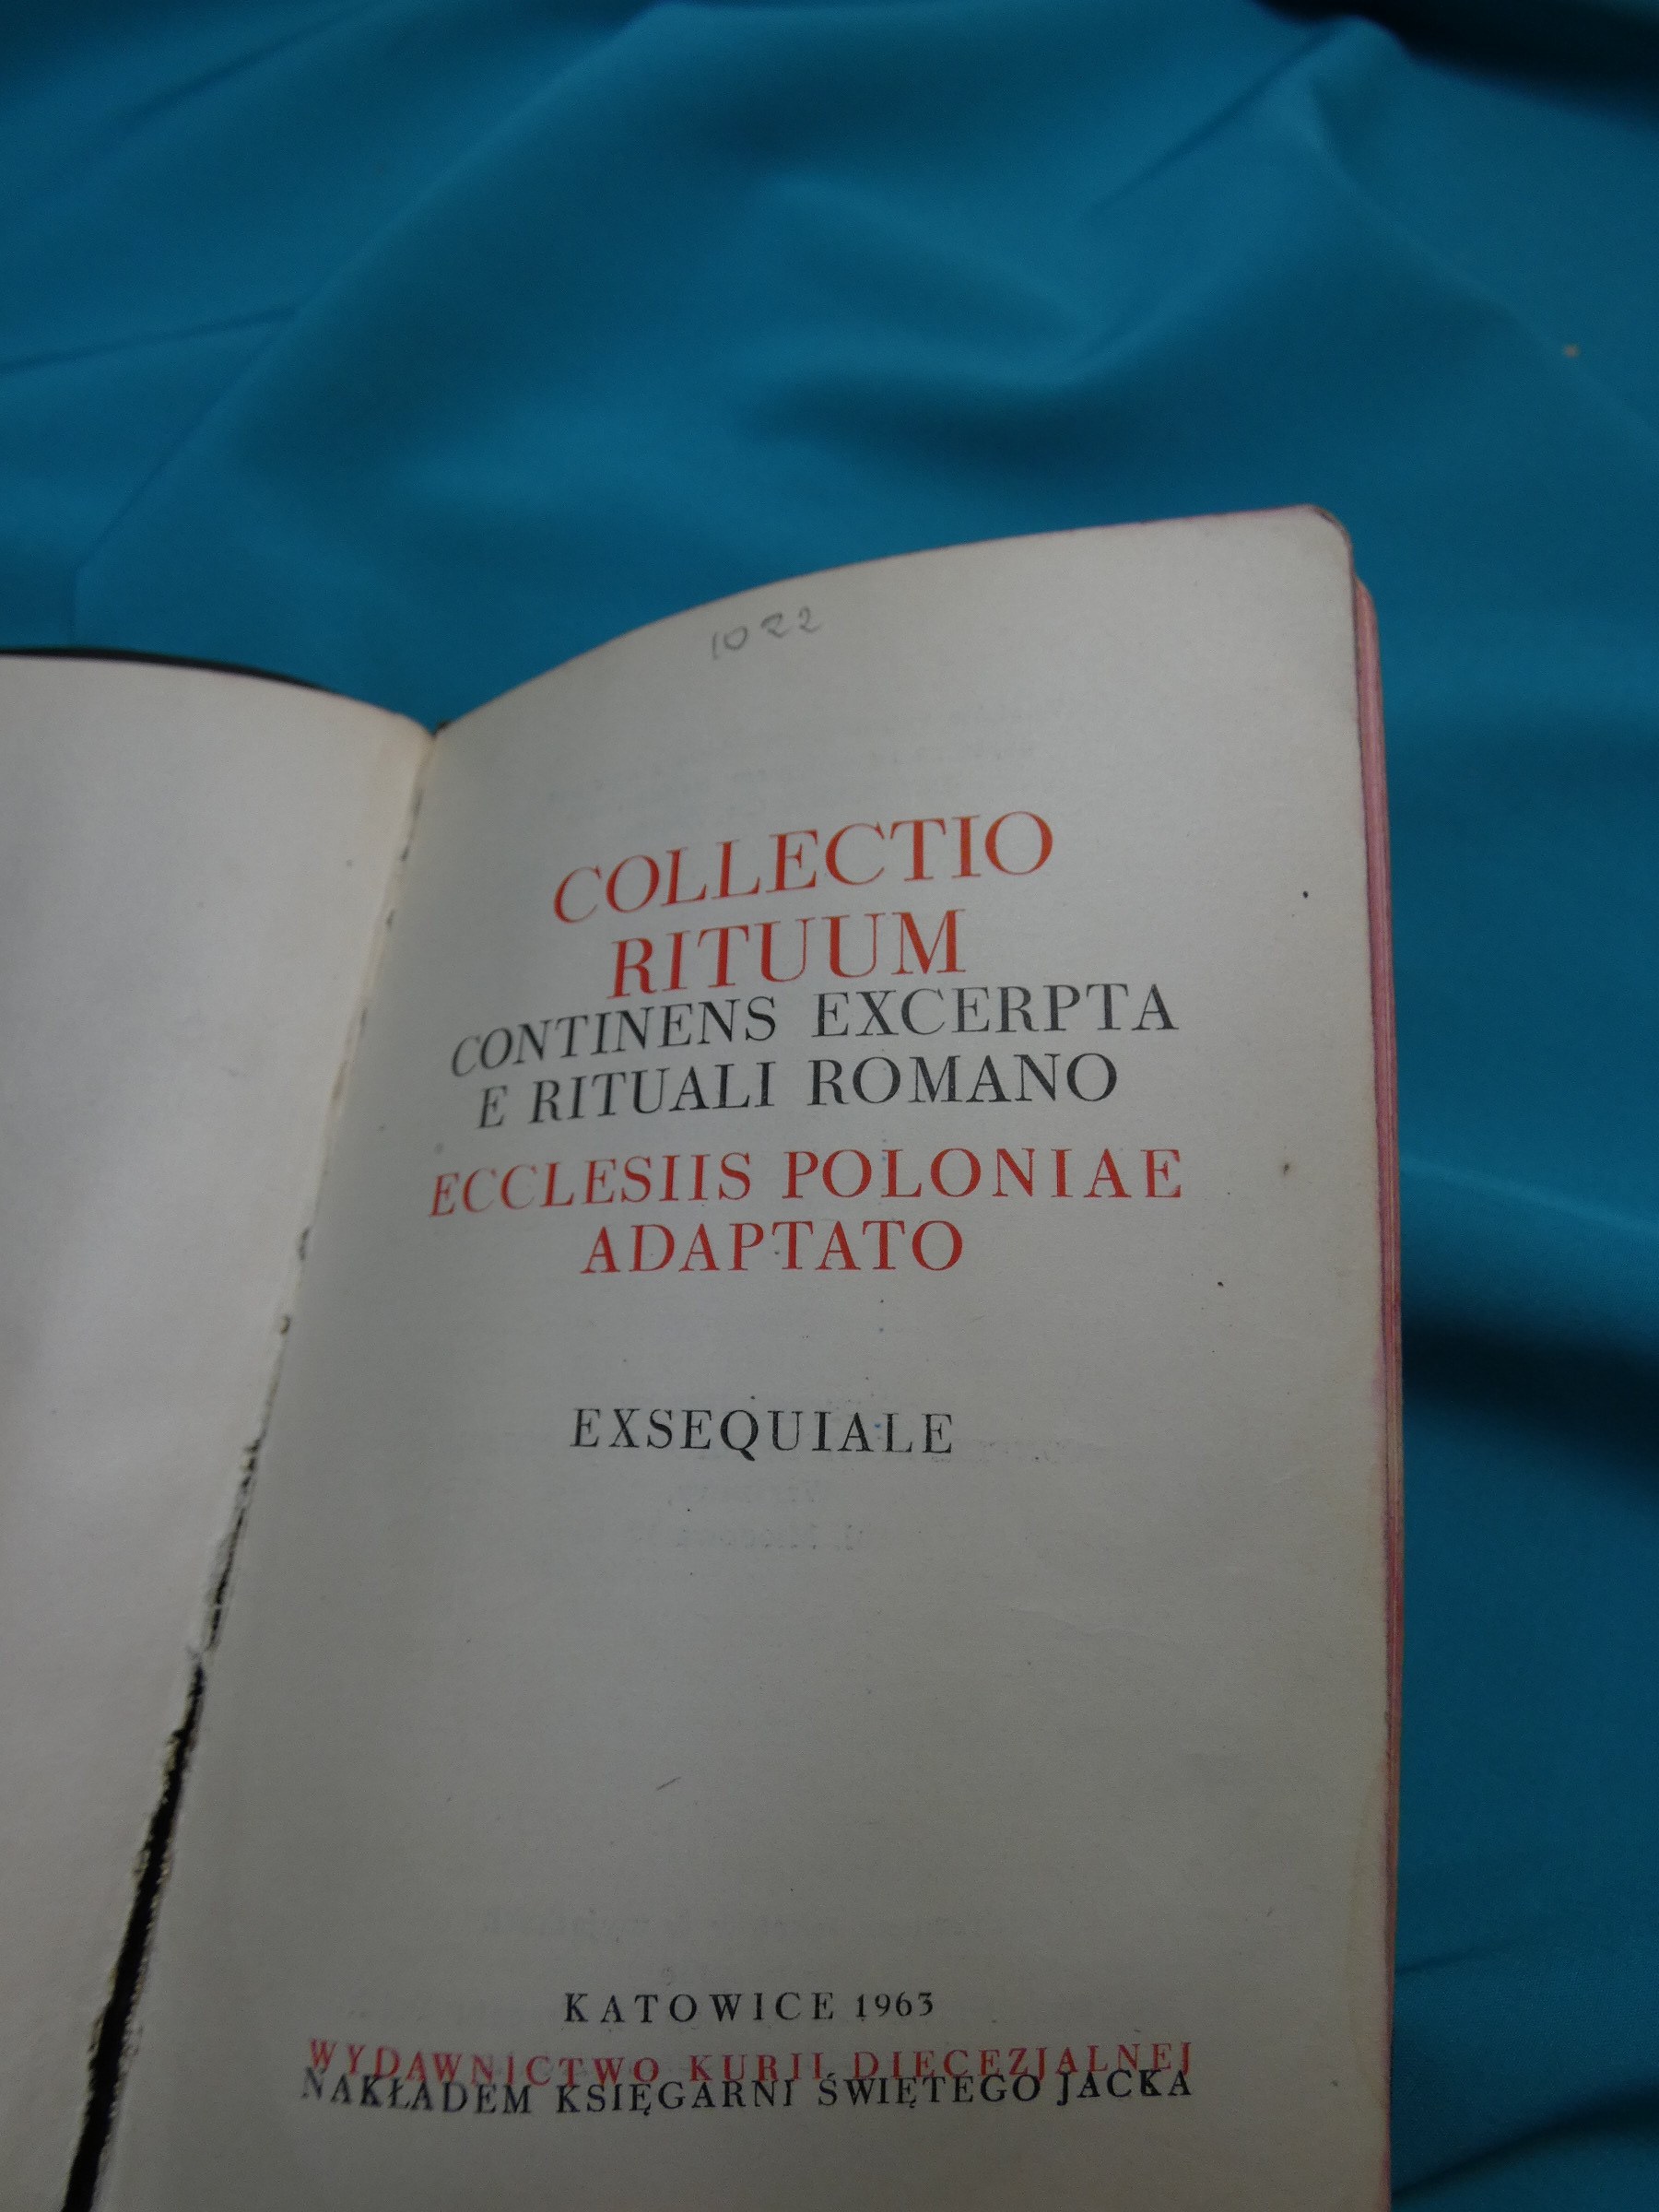 1022
COLLECTIO
RITUUM
CONTINENS EXCERPTA
E RITUALI ROMANO
ECCLESIIS POLONIAE
ADAPTATO
EXSEQUIALE
KATOWICE 1963
WYDAWNICTWO KURII DIECEZJALNEJ
NAKŁADEM KSIĘGARNI ŚWIĘTEGO JACKA